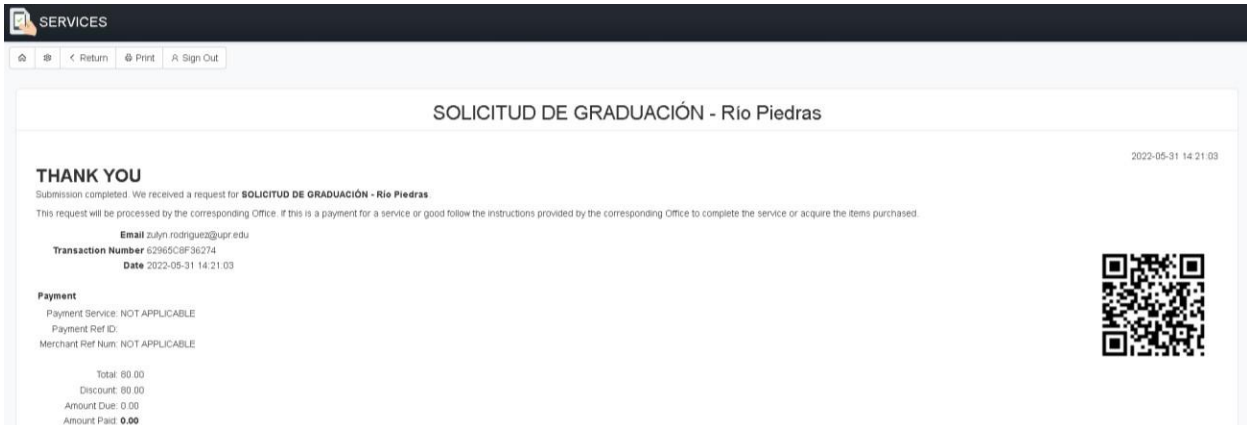 SERVICES
Return Print Sign Out
SOLICITUD DE GRADUACIÓN - Río Piedras
2022-05-31 14:21:03
THANK YOU
Submission completed. We received a request for SOLICITUD DE GRADUACIÓN - Río Piedras.
This request will be processed by the corresponding Office. If this is a payment for a service or good follow the instructions provided by the corresponding Office to complete the service or acquire the items purchased.
Email zulyn.rodriguez@upr.edu
Transaction Number 62965C8F36274
Date 2022-05-31 14:21:03
Payment
Payment Service: NOT APPLICABLE
Payment Ref ID:
Merchant Ref Num: NOT APPLICABLE
Total: 80.00
Discount: 80.00
Amount Due: 0.00
Amount Paid: 0.00